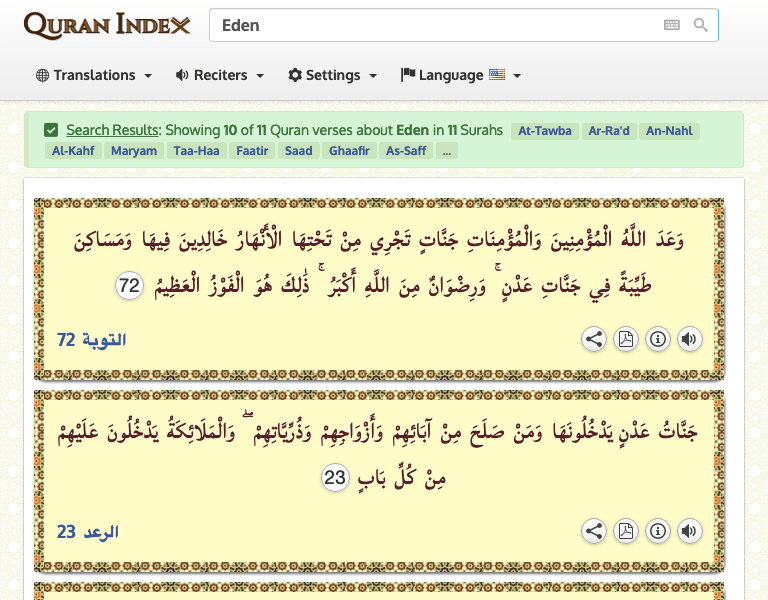 QURAN INDEX
Eden
Translations Reciters Settings Language
Search Results: Showing 10 of 11 Quran verses about Eden in 11 Surahs At-Tawba Ar-Ra'd An-Nahl
Al-Kahf Maryam Taa-Haa Faatir Saad Ghaafir As-Saff ...
وَعَدَ اللَّهُ الْمُؤْمِنِينَ وَالْمُؤْمِنَاتِ جَنَّاتٍ تَجْرِي مِنْ تَحْتِهَا الْأَنْهَارُ خَالِدِينَ فِيهَا وَمَسَاكِنَ
طَيِّبَةً فِي جَنَّاتِ عَدْنٍ ۚ وَرِضْوَانٌ مِنَ اللَّهِ أَكْبَرُ ۚ ذَٰلِكَ هُوَ الْفَوْزُ الْعَظِيمُ 72
التوبة 72
جَنَّاتُ عَدْنٍ يَدْخُلُونَهَا وَمَنْ صَلَحَ مِنْ آبَائِهِمْ وَأَزْوَاجِهِمْ وَذُرِّيَّاتِهِمْ ۖ وَالْمَلَائِكَةُ يَدْخُلُونَ عَلَيْهِمْ
مِنْ كُلِّ بَابٍ 23
الرعد 23